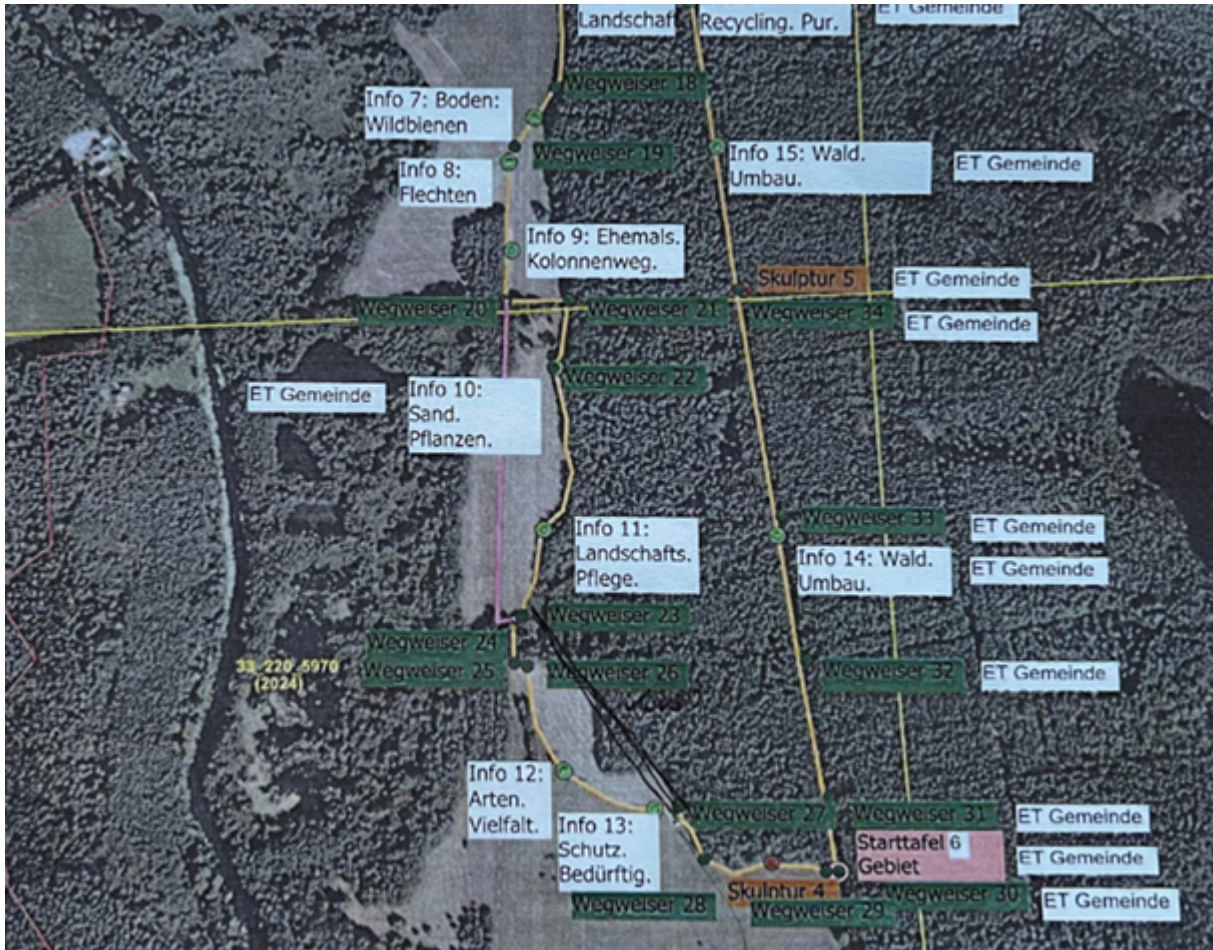 Landschaft
Recycling. Pur.
ET Gemeinde
Wegweiser 18
Info 7: Boden:
Wildbienen
Wegweiser 19
Info 8:
Flechten
Info 15: Wald.
Umbau.
ET Gemeinde
Info 9: Ehemals.
Kolonnenweg.
Skulptur 5
ET Gemeinde
Wegweiser 20
Wegweiser 21
Wegweiser 34
ET Gemeinde
Wegweiser 22
ET Gemeinde
Info 10:
Sand.
Pflanzen.
Wegweiser 33
ET Gemeinde
Info 11:
Landschafts.
Pflege.
Info 14: Wald.
Umbau.
ET Gemeinde
Wegweiser 23
Wegweiser 24
Wegweiser 25
Wegweiser 26
33_220_5970
(2024)
Wegweiser 32
ET Gemeinde
Info 12:
Arten.
Vielfalt.
Info 13:
Schutz.
Bedürftig.
Wegweiser 27
Wegweiser 31
ET Gemeinde
Starttafel 6
Gebiet
ET Gemeinde
Skulptur 4
Wegweiser 28
Wegweiser 29
Wegweiser 30
ET Gemeinde